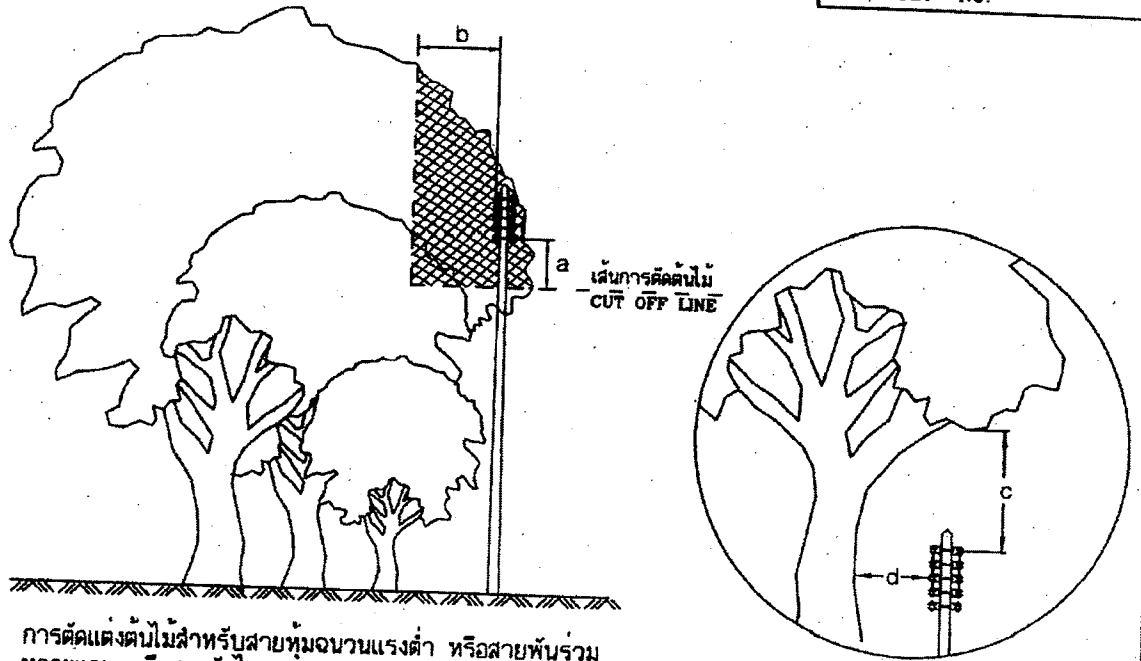 b
a
เส้นการตัดต้นไม้
CUT OFF LINE
c
d
การตัดแต่งต้นไม้สำหรับสายหุ้มฉนวนแรงต่ำ หรือสายพันร่วม